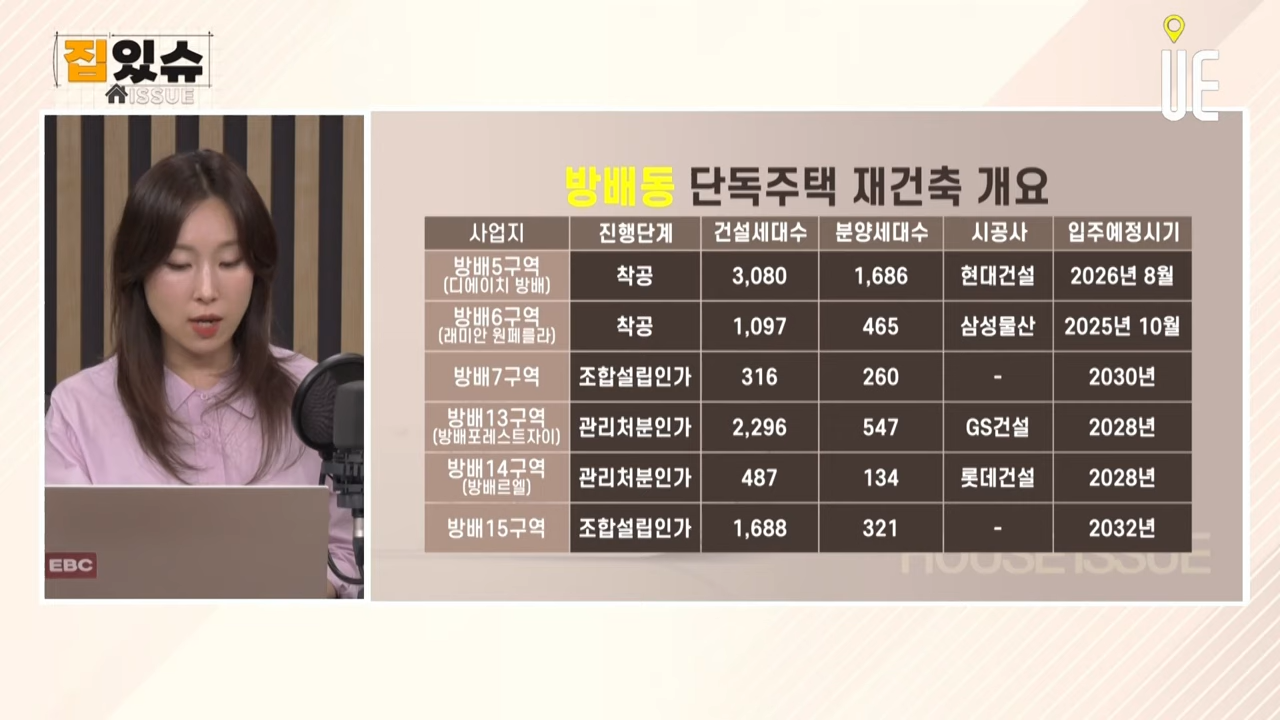 집있슈
ISSUE
UE
방배동 단독주택 재건축 개요
사업지 진행단계 건설세대수 분양세대수 시공사 입주예정시기
방배5구역
(디에이치 방배)
착공 3,080 1,686 현대건설 2026년 8월
방배6구역
(래미안 원페를라)
착공 1,097 465 삼성물산 2025년 10월
방배7구역 조합설립인가 316 260 - 2030년
방배13구역
(방배포레스트자이)
관리처분인가 2,296 547 GS건설 2028년
방배14구역
(방배르엘)
관리처분인가 487 134 롯데건설 2028년
방배15구역 조합설립인가 1,688 321 - 2032년
HOUSE ISSUE
EBC